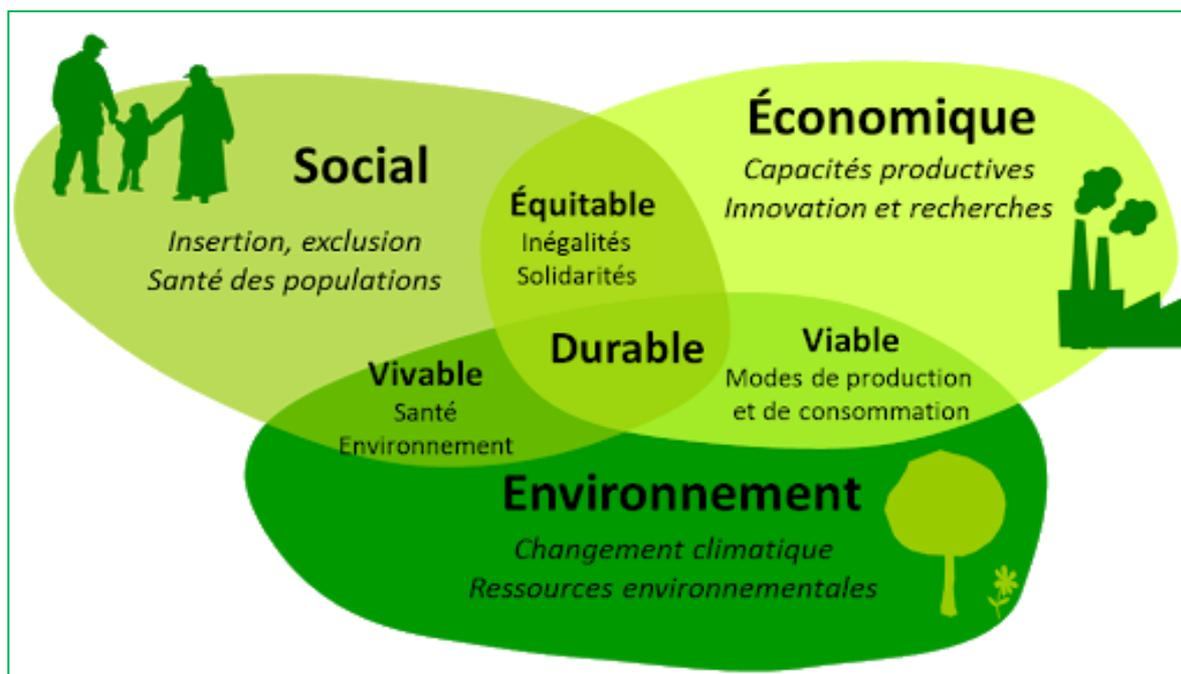 Social
Insertion, exclusion
Santé des populations
Économique
Capacités productives
Innovation et recherches
Équitable
Inégalités
Solidarités
Durable
Viable
Modes de production
et de consommation
Vivable
Santé
Environnement
Environnement
Changement climatique
Ressources environnementales